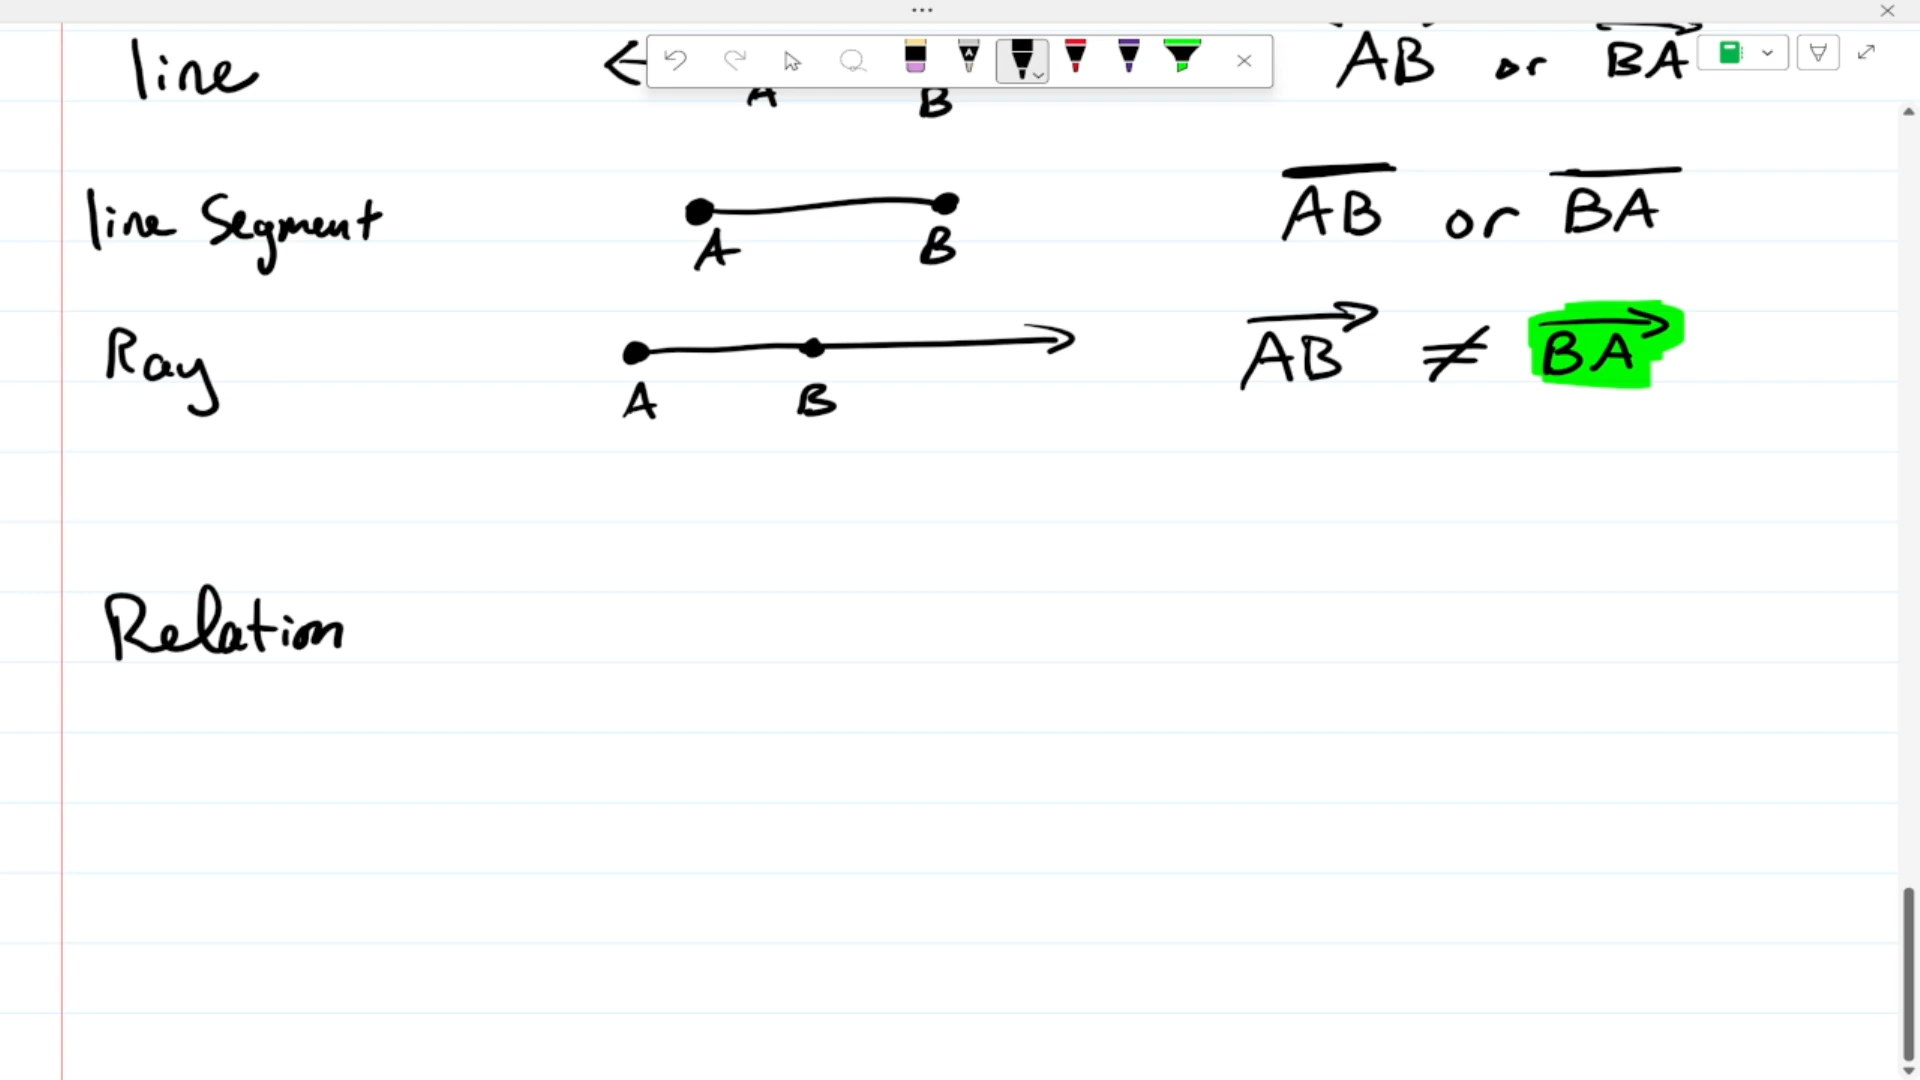 line A B AB or BA
line Segment A B AB or BA
Ray A B AB ≠ BA
Relation